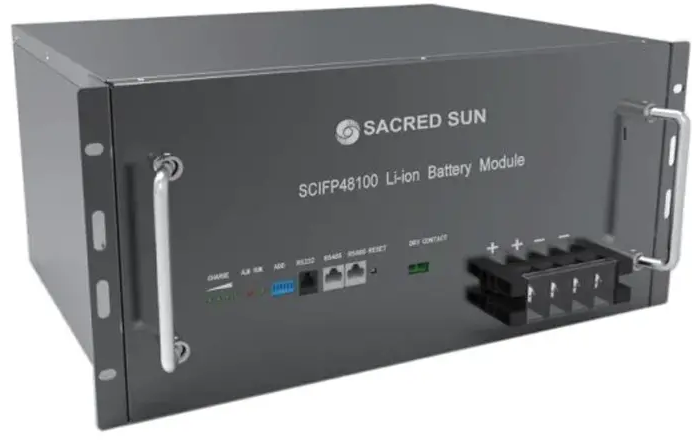 SACRED SUN
SCIFP48100 Li-ion Battery Module
CHARGE ALM RUN ADD RS232 RS485 RS485 RESET DRY CONTACT
+ + − −